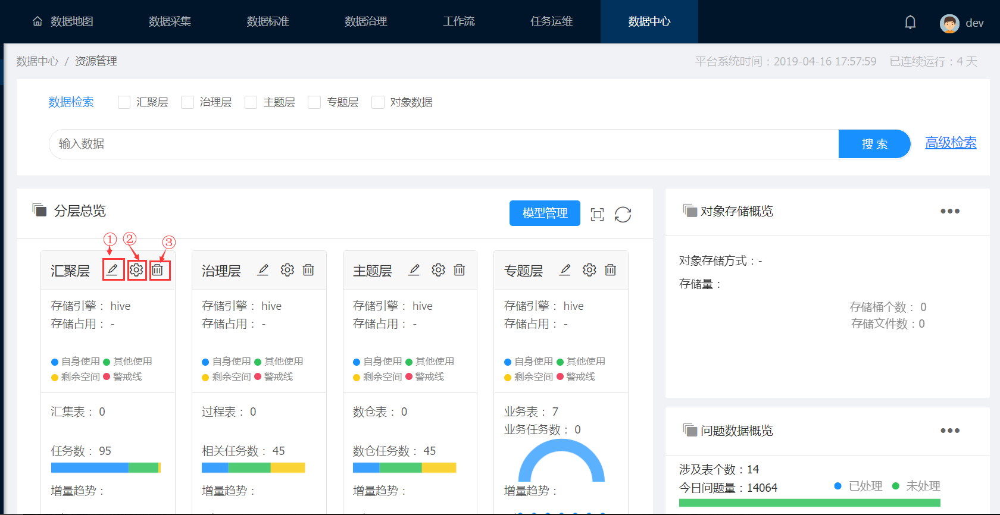 数据地图 数据采集 数据标准 数据治理 工作流 任务运维 数据中心 dev
数据中心 / 资源管理 平台系统时间：2019-04-16 17:57:59 已连续运行：4 天
数据检索 汇聚层 治理层 主题层 专题层 对象数据
输入数据 搜 索 高级检索
分层总览 模型管理
① ② ③
汇聚层
存储引擎： hive
存储占用： -
自身使用 其他使用
剩余空间 警戒线
汇集表： 0
任务数： 95
增量趋势：
治理层
存储引擎： hive
存储占用： -
自身使用 其他使用
剩余空间 警戒线
过程表： 0
相关任务数： 45
增量趋势：
主题层
存储引擎： hive
存储占用： -
自身使用 其他使用
剩余空间 警戒线
数仓表： 0
数仓任务数： 45
增量趋势：
专题层
存储引擎： hive
存储占用： -
自身使用 其他使用
剩余空间 警戒线
业务表： 7
业务任务数： 0
增量趋势：
对象存储概览
对象存储方式：-
存储量：
存储桶个数： 0
存储文件数：0
问题数据概览
涉及表个数：14
今日问题量：14064 已处理 未处理